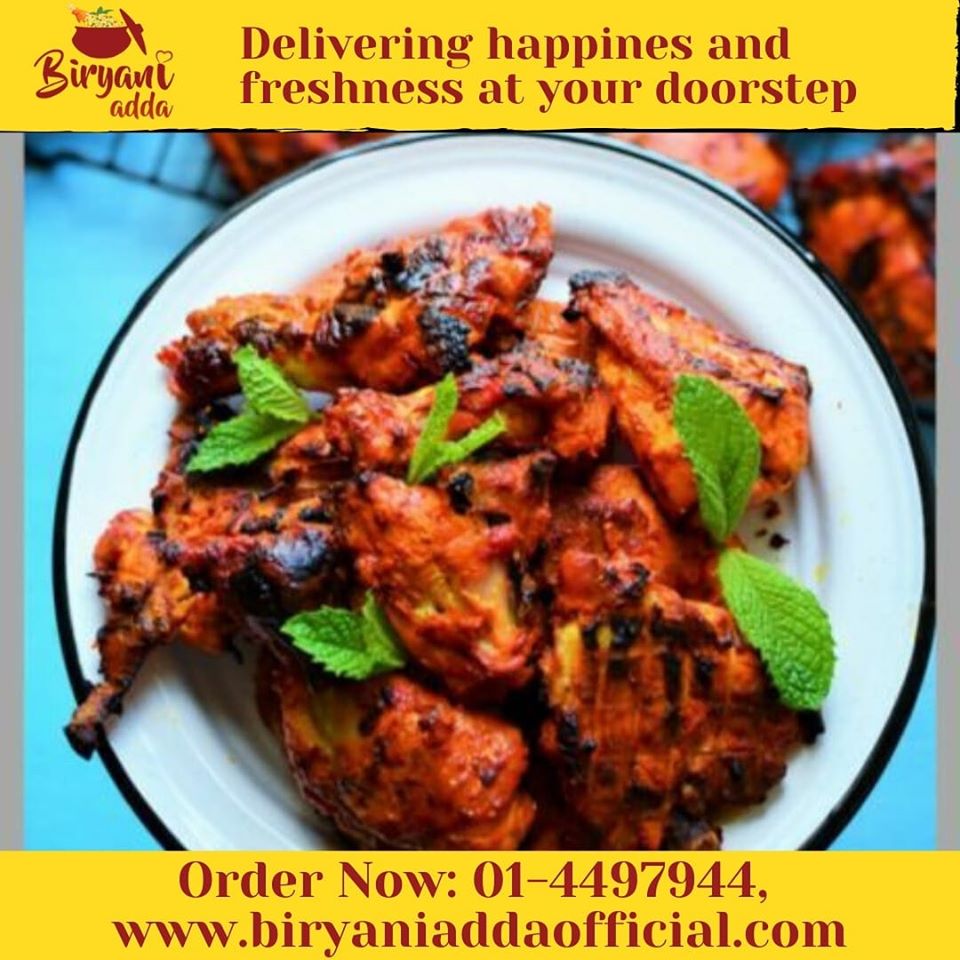 Biryani
adda
Delivering happines and
freshness at your doorstep
Order Now: 01-4497944,
www.biryaniaddaofficial.com